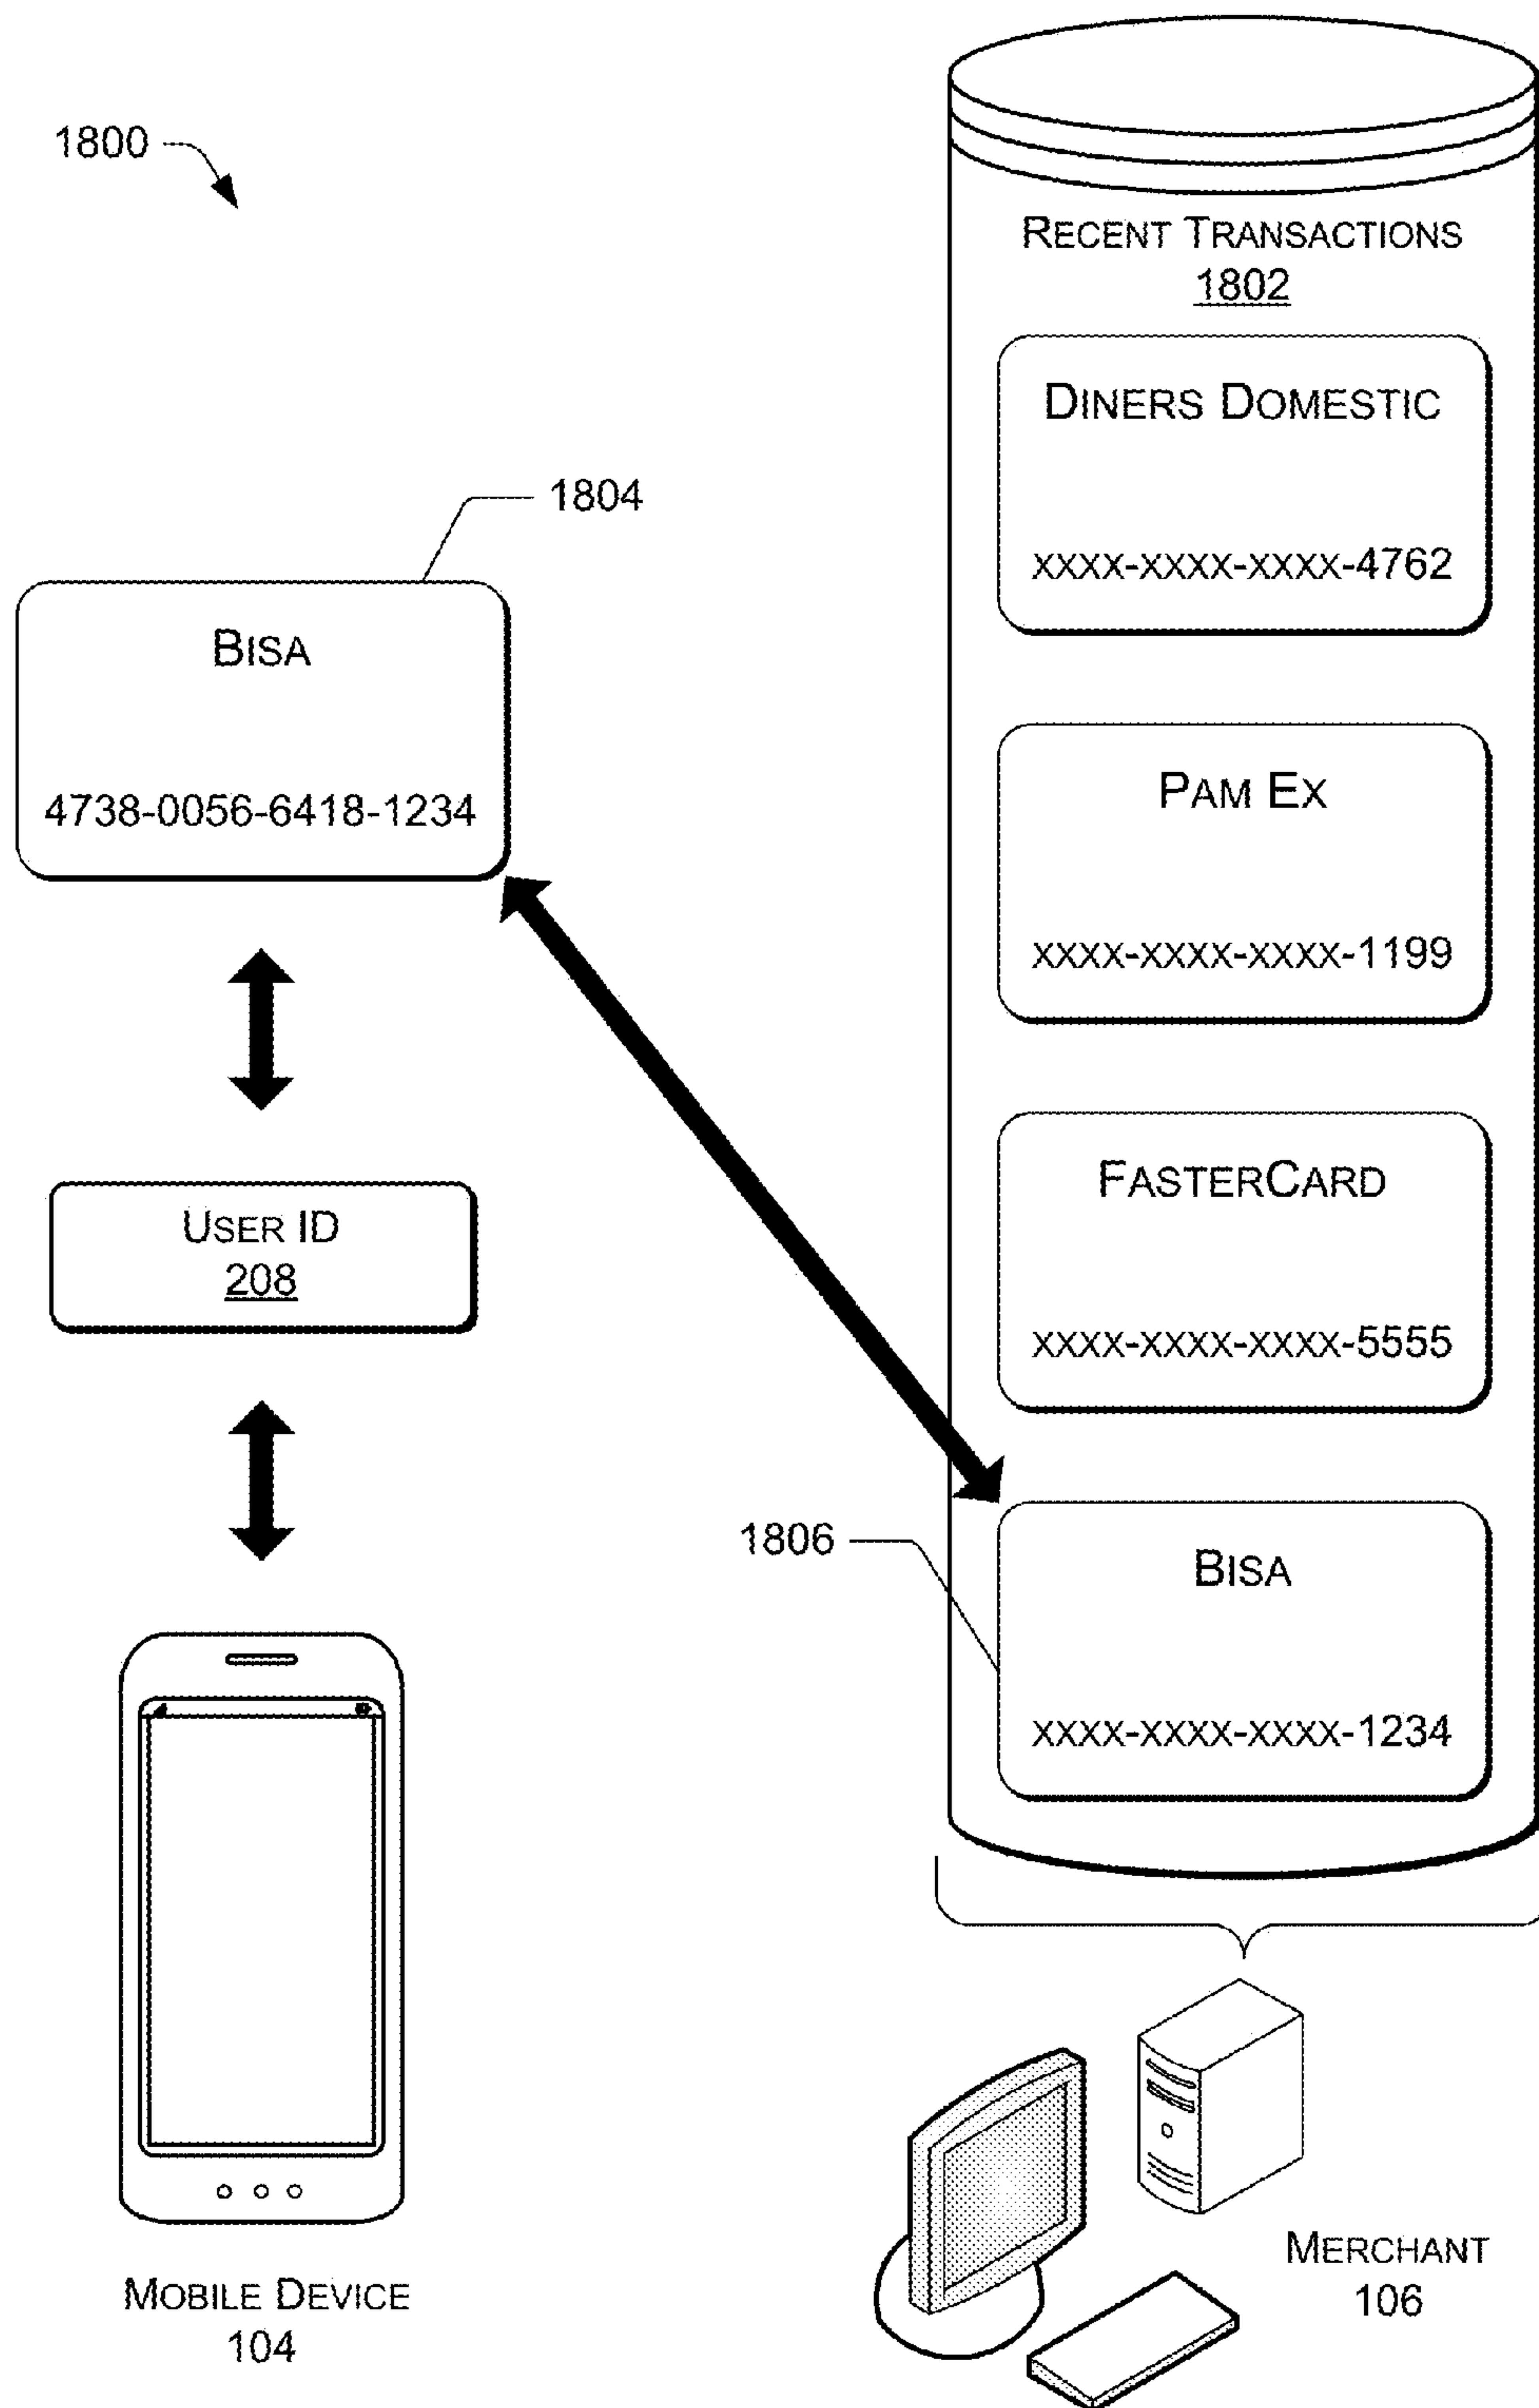 1800
RECENT TRANSACTIONS
1802
DINERS DOMESTIC
xxxx-xxxx-xxxx-4762
1804
BISA
4738-0056-6418-1234
PAM EX
xxxx-xxxx-xxxx-1199
FASTERCARD
xxxx-xxxx-xxxx-5555
USER ID
208
1806
BISA
xxxx-xxxx-xxxx-1234
MOBILE DEVICE
104
MERCHANT
106